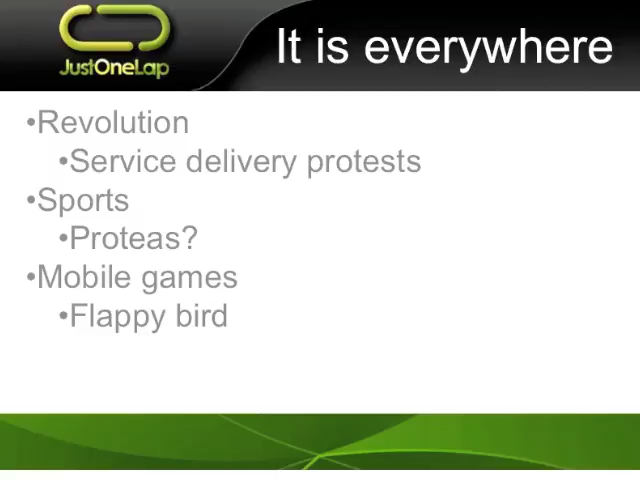 JustOneLap
It is everywhere
•Revolution
•Service delivery protests
•Sports
•Proteas?
•Mobile games
•Flappy bird